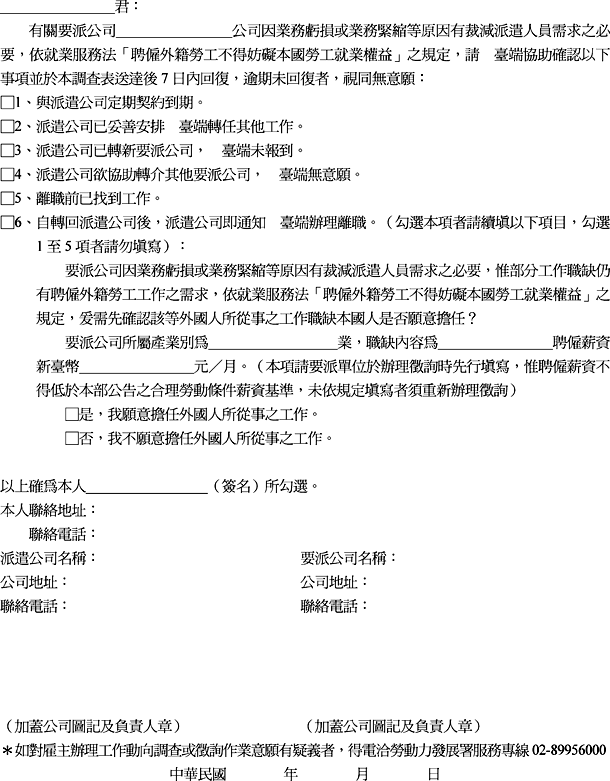 ________________君：
有關要派公司________________公司因業務虧損或業務緊縮等原因有裁減派遣人員需求之必
要，依就業服務法「聘僱外籍勞工不得妨礙本國勞工就業權益」之規定，請　臺端協助確認以下
事項並於本調查表送達後 7 日內回復，逾期未回復者，視同無意願：
□1、與派遣公司定期契約到期。
□2、派遣公司已妥善安排　臺端轉任其他工作。
□3、派遣公司已轉新要派公司，　臺端未報到。
□4、派遣公司欲協助轉介其他要派公司，　臺端無意願。
□5、離職前已找到工作。
□6、自轉回派遣公司後，派遣公司即通知　臺端辦理離職。（勾選本項者請續填以下項目，勾選
1 至 5 項者請勿填寫）：
要派公司因業務虧損或業務緊縮等原因有裁減派遣人員需求之必要，惟部分工作職缺仍
有聘僱外籍勞工工作之需求，依就業服務法「聘僱外籍勞工不得妨礙本國勞工就業權益」之
規定，爰需先確認該等外國人所從事之工作職缺本國人是否願意擔任？
要派公司所屬產業別為________________業，職缺內容為________________聘僱薪資
新臺幣________________元／月。（本項請要派單位於辦理徵詢時先行填寫，惟聘僱薪資不
得低於本部公告之合理勞動條件薪資基準，未依規定填寫者須重新辦理徵詢）
□是，我願意擔任外國人所從事之工作。
□否，我不願意擔任外國人所從事之工作。
以上確為本人________________（簽名）所勾選。
本人聯絡地址：
聯絡電話：
派遣公司名稱：　要派公司名稱：
公司地址：　公司地址：
聯絡電話：　聯絡電話：
（加蓋公司圖記及負責人章）　（加蓋公司圖記及負責人章）
＊如對雇主辦理工作動向調查或徵詢作業意願有疑義者，得電洽勞動力發展署服務專線 02-89956000
中華民國　年　月　日